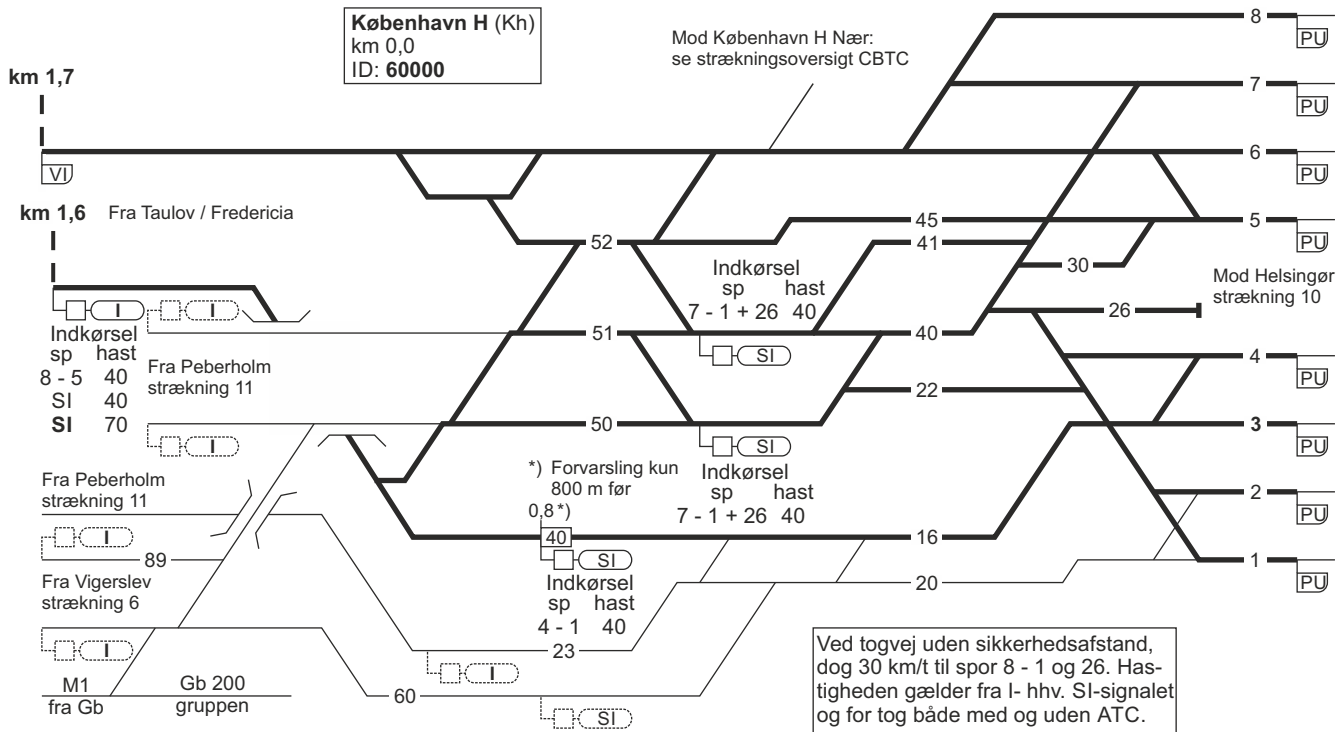 København H (Kh)
km 0,0
ID: 60000
Mod København H Nær:
se strækningsoversigt CBTC
8
PU
km 1,7
7
PU
VI
6
PU
km 1,6
Fra Taulov / Fredericia
45
5
PU
52
41
30
Mod Helsingør
strækning 10
Indkørsel
sp hast
7 - 1 + 26 40
26
I
I
Indkørsel
sp hast
8 - 5 40
SI 40
SI 70
51
40
SI
Fra Peberholm
strækning 11
4
PU
22
I
50
3
PU
SI
Indkørsel
sp hast
7 - 1 + 26 40
*) Forvarsling kun
800 m før
Fra Peberholm
strækning 11
2
PU
0,8 *)
40
16
I
89
SI
Indkørsel
sp hast
4 - 1 40
1
PU
20
Fra Vigerslev
strækning 6
I
23
I
M1
fra Gb
Gb 200
gruppen
60
SI
Ved togvej uden sikkerhedsafstand,
dog 30 km/t til spor 8 - 1 og 26. Has-
tigheden gælder fra I- hhv. SI-signalet
og for tog både med og uden ATC.